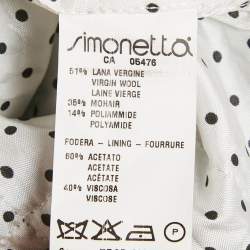 simonetta
CA 05476
51% LANA VERGINE
VIRGIN WOOL
LAINE VIERGE
35% MOHAIR
14% POLIAMMIDE
POLYAMIDE
FODERA - LINING - FOURRURE
60% ACETATO
ACETATE
ACÉTATE
40% VISCOSA
VISCOSE
P